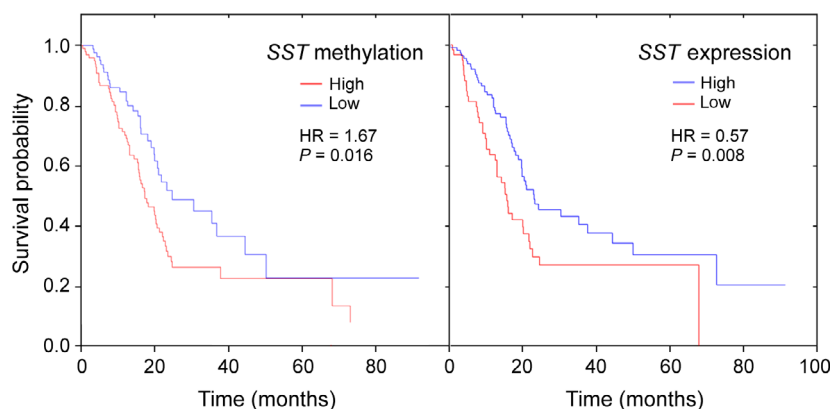 SST methylation
High
Low
HR = 1.67
P = 0.016
SST expression
High
Low
HR = 0.57
P = 0.008
Survival probability
1.0
0.8
0.6
0.4
0.2
0.0
0 20 40 60 80
0 20 40 60 80 100
Time (months)
Time (months)